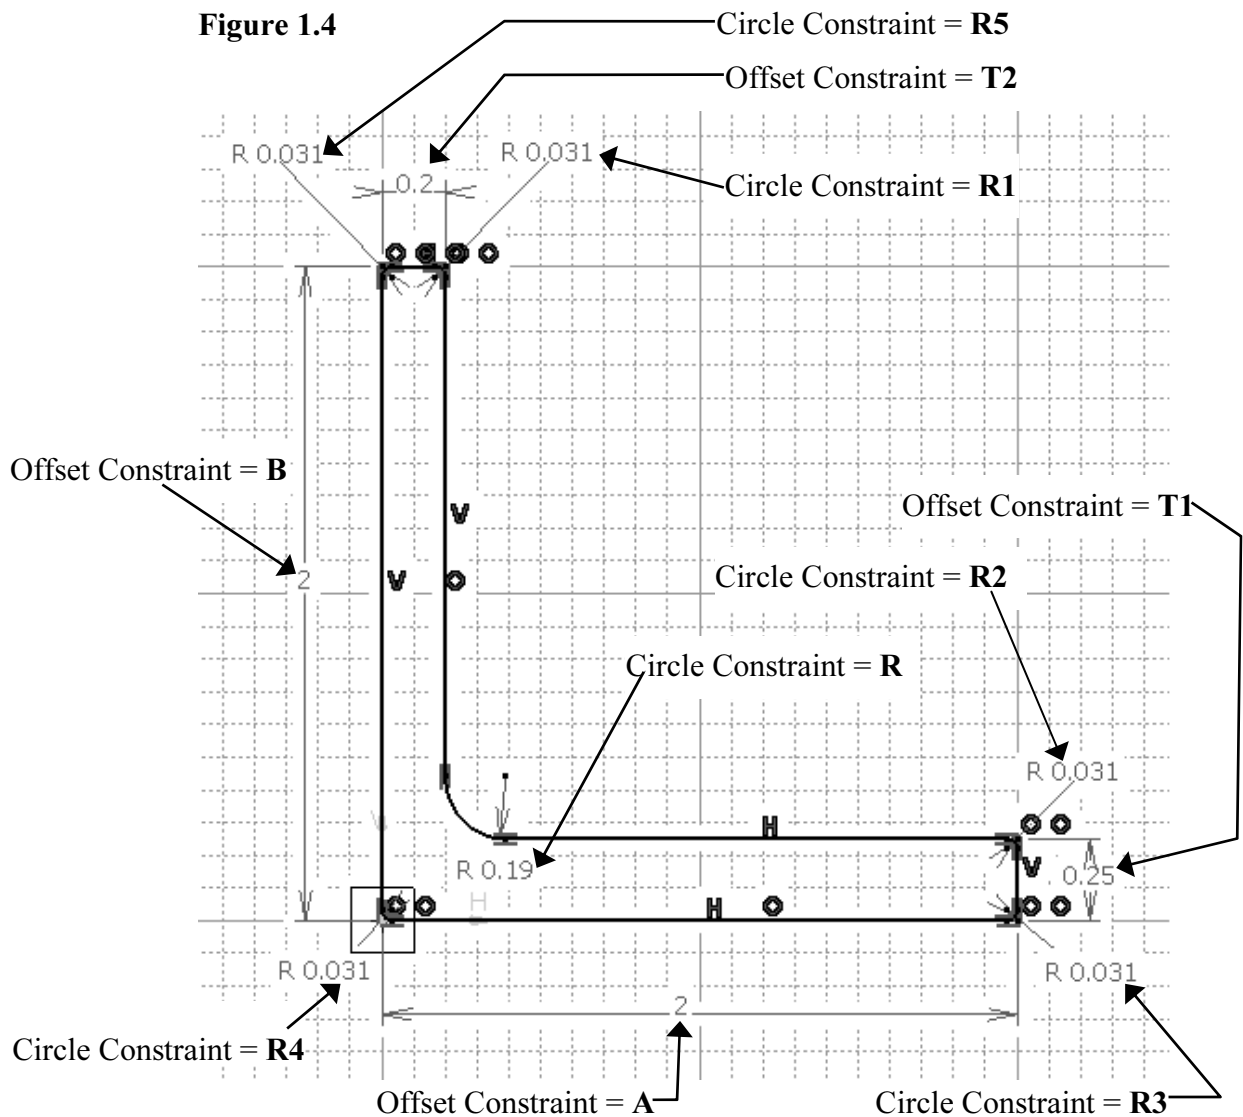 Figure 1.4
Circle Constraint = R5
Offset Constraint = T2
R 0.031
R 0.031
0.2
Circle Constraint = R1
Offset Constraint = B
V
Offset Constraint = T1
2
V
Circle Constraint = R2
Circle Constraint = R
R 0.031
H
V
R 0.19
0.25
H
H
R 0.031
R 0.031
2
Circle Constraint = R4
Offset Constraint = A
Circle Constraint = R3